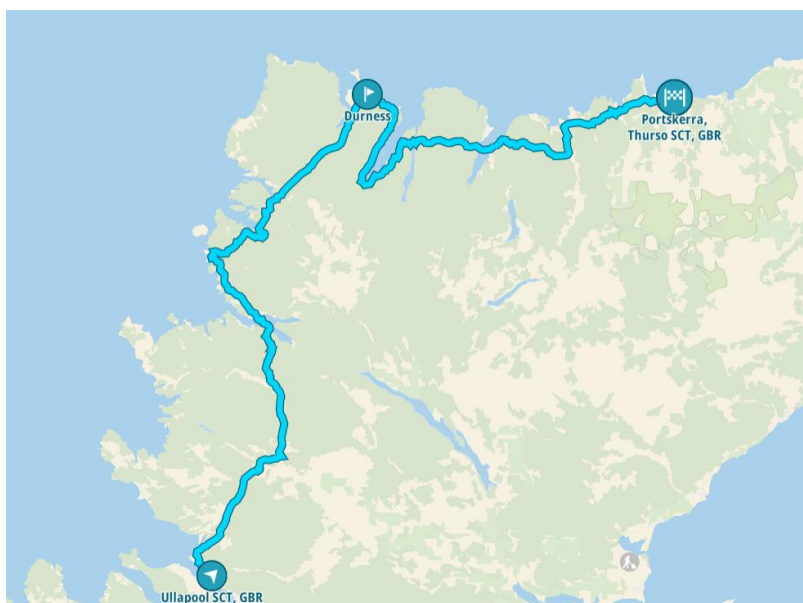 Durness
Portskerra,
Thurso SCT, GBR
Ullapool SCT, GBR